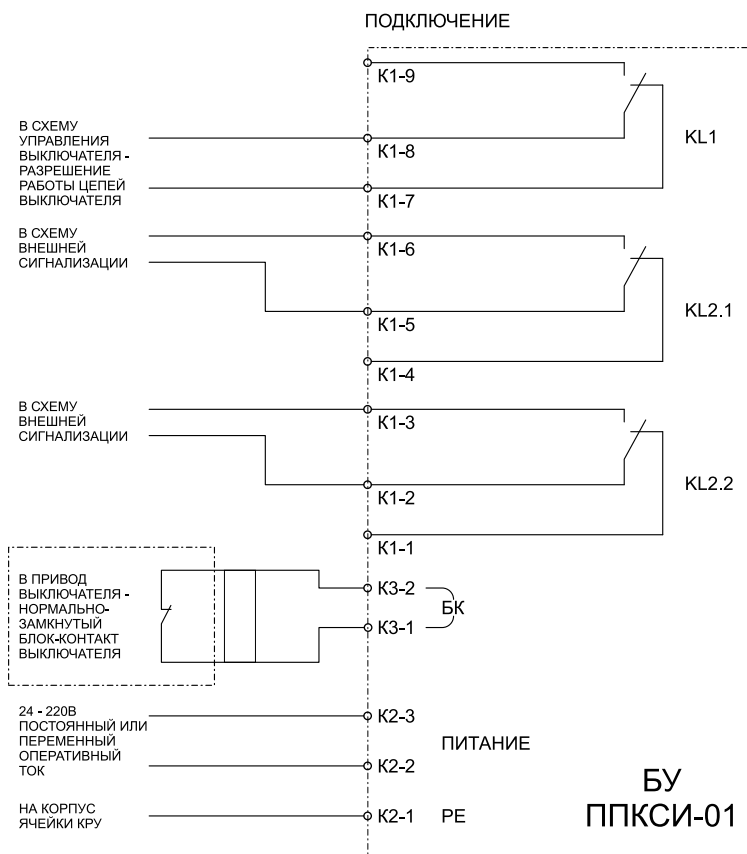 ПОДКЛЮЧЕНИЕ
К1-9
В СХЕМУ
УПРАВЛЕНИЯ
ВЫКЛЮЧАТЕЛЯ -
РАЗРЕШЕНИЕ
РАБОТЫ ЦЕПЕЙ
ВЫКЛЮЧАТЕЛЯ
К1-8
KL1
К1-7
В СХЕМУ
ВНЕШНЕЙ
СИГНАЛИЗАЦИИ
К1-6
К1-5
KL2.1
К1-4
В СХЕМУ
ВНЕШНЕЙ
СИГНАЛИЗАЦИИ
К1-3
К1-2
KL2.2
К1-1
В ПРИВОД
ВЫКЛЮЧАТЕЛЯ -
НОРМАЛЬНО-
ЗАМКНУТЫЙ
БЛОК-КОНТАКТ
ВЫКЛЮЧАТЕЛЯ
К3-2
БК
К3-1
24 - 220В
ПОСТОЯННЫЙ ИЛИ
ПЕРЕМЕННЫЙ
ОПЕРАТИВНЫЙ
ТОК
К2-3
ПИТАНИЕ
К2-2
НА КОРПУС
ЯЧЕЙКИ КРУ
К2-1
РЕ
БУ
ППКСИ-01